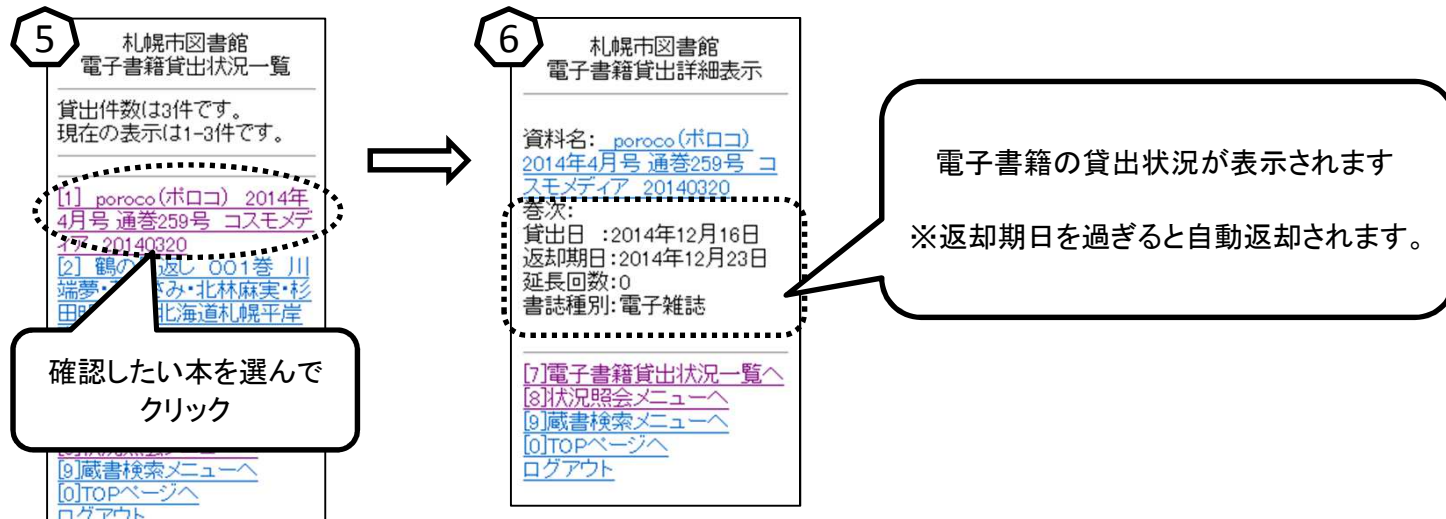 5
札幌市図書館
電子書籍貸出状況一覧
貸出件数は3件です。
現在の表示は1-3件です。
[1] poroco(ポロコ) 2014年
4月号 通巻259号 コスモメデ
ィア 20140320
[2] 鶴の 返し 001巻 川
端夢・ み・北林麻実・杉
田 北海道札幌平岸
確認したい本を選んで
クリック
[9]蔵書検索メニューへ
[0]TOPページへ
ログアウト
6
札幌市図書館
電子書籍貸出詳細表示
資料名: poroco(ポロコ)
2014年4月号 通巻259号 コ
スモメディア 20140320
巻次:
貸出日 :2014年12月16日
返却期日:2014年12月23日
延長回数:0
書誌種別:電子雑誌
[7]電子書籍貸出状況一覧へ
[8]状況照会メニューへ
[9]蔵書検索メニューへ
[0]TOPページへ
ログアウト
電子書籍の貸出状況が表示されます
※返却期日を過ぎると自動返却されます。